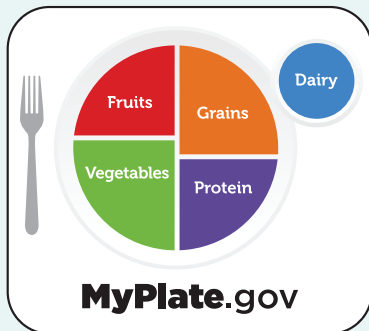 Fruits
Grains
Dairy
Vegetables
Protein
MyPlate.gov